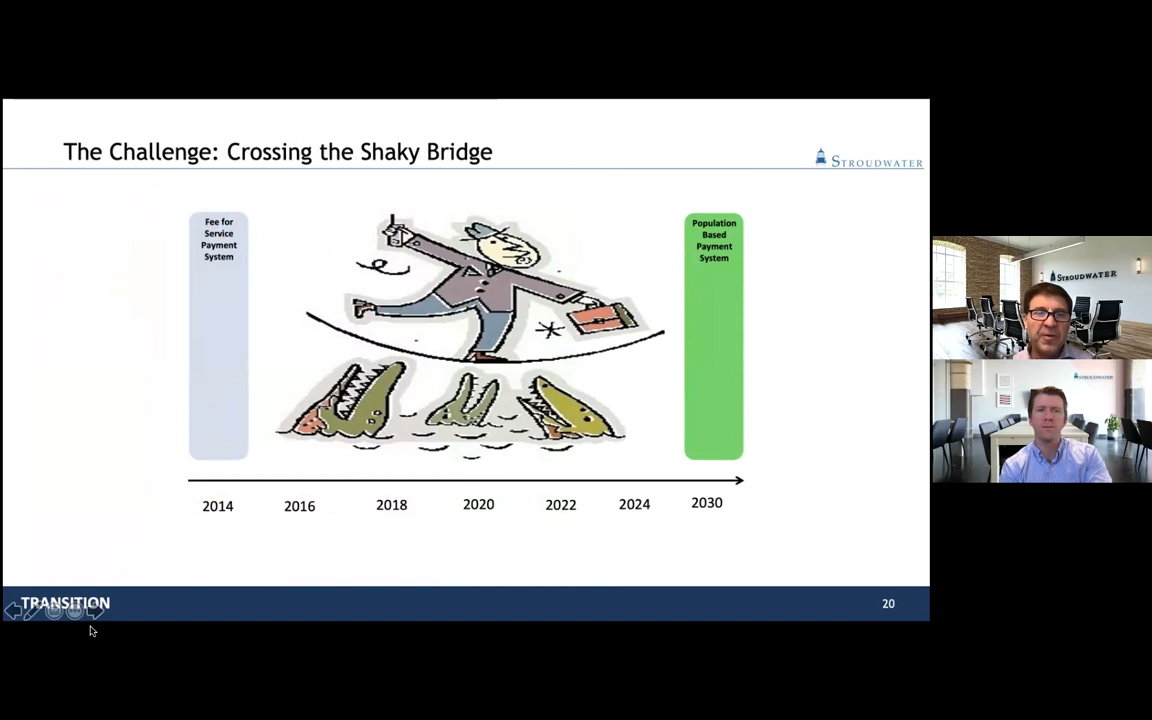 The Challenge: Crossing the Shaky Bridge
STROUDWATER
Fee for
Service
Payment
System
Population
Based
Payment
System
2014 2016 2018 2020 2022 2024 2030
TRANSITION
20
STROUDWATER
STROUDWATER